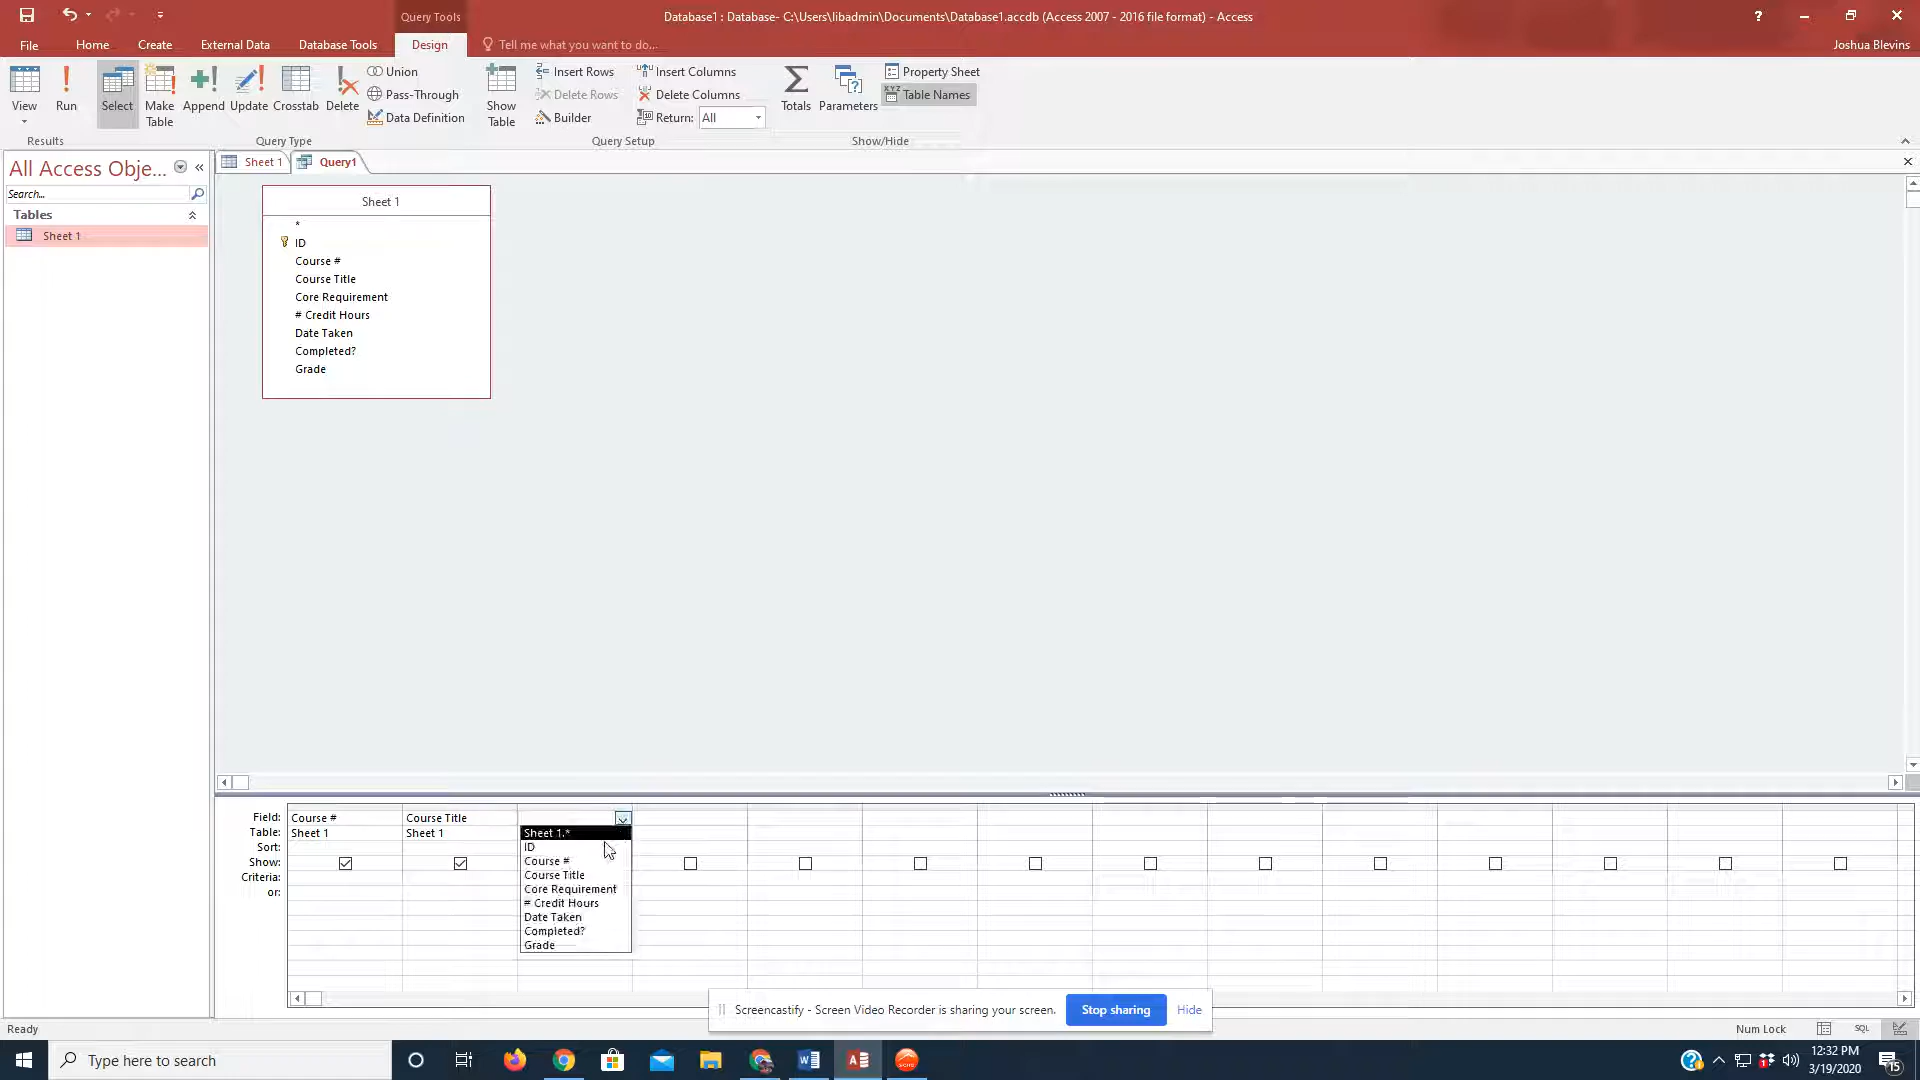 Query Tools
Database1 : Database- C:\Users\libadmin\Documents\Database1.accdb (Access 2007 - 2016 file format) - Access
?
File Home Create External Data Database Tools Design Tell me what you want to do... Joshua Blevins
View Run Select Make Table Append Update Crosstab Delete
Union
Pass-Through
Data Definition
Show Table
Insert Rows
Delete Rows
Builder
Insert Columns
Delete Columns
Return: All
Totals Parameters
Property Sheet
Table Names
Results Query Type Query Setup Show/Hide
All Access Obje...
Search...
Tables
Sheet 1
Sheet 1 Query1
Sheet 1
*
ID
Course #
Course Title
Core Requirement
# Credit Hours
Date Taken
Completed?
Grade
Field: Course # Course Title
Table: Sheet 1 Sheet 1
Sort:
Show:
Criteria:
or:
Sheet 1.*
ID
Course #
Course Title
Core Requirement
# Credit Hours
Date Taken
Completed?
Grade
Screencastify - Screen Video Recorder is sharing your screen. Stop sharing Hide
Ready Num Lock SQL
Type here to search
12:32 PM
3/19/2020
15